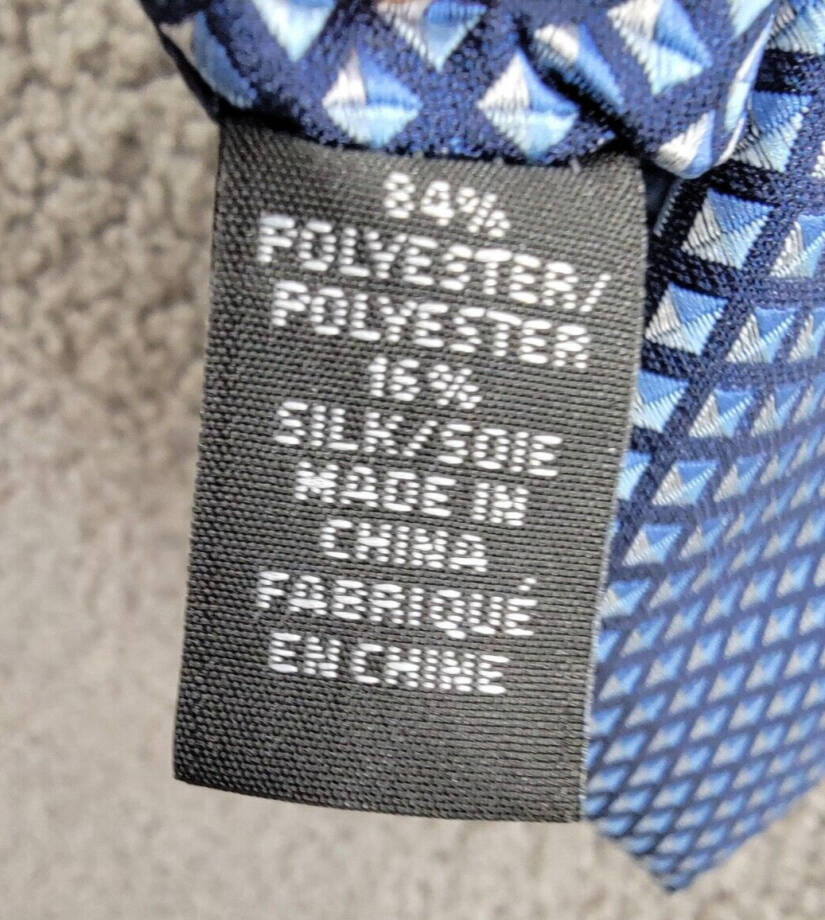 84%
POLYESTER/
POLYESTER
16%
SILK/SOIE
MADE IN
CHINA
FABRIQUÉ
EN CHINE